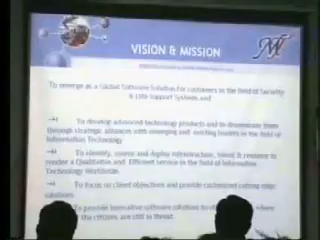 VISION & MISSION
To emerge as a Global Software Solution for customers in the field of Security
& Life Support Systems and
To develop advanced technology products and to disseminate them
through strategic alliances with emerging and existing leaders in the field of
Information Technology
To identify, source and deploy infrastructure, talent & resource to
render a Qualitative and Efficient service in the field of Information
Technology Worldwide.
To focus on client objectives and provide customized cutting edge
solutions
To provide innovative software solutions to where
the citizens are still in threat